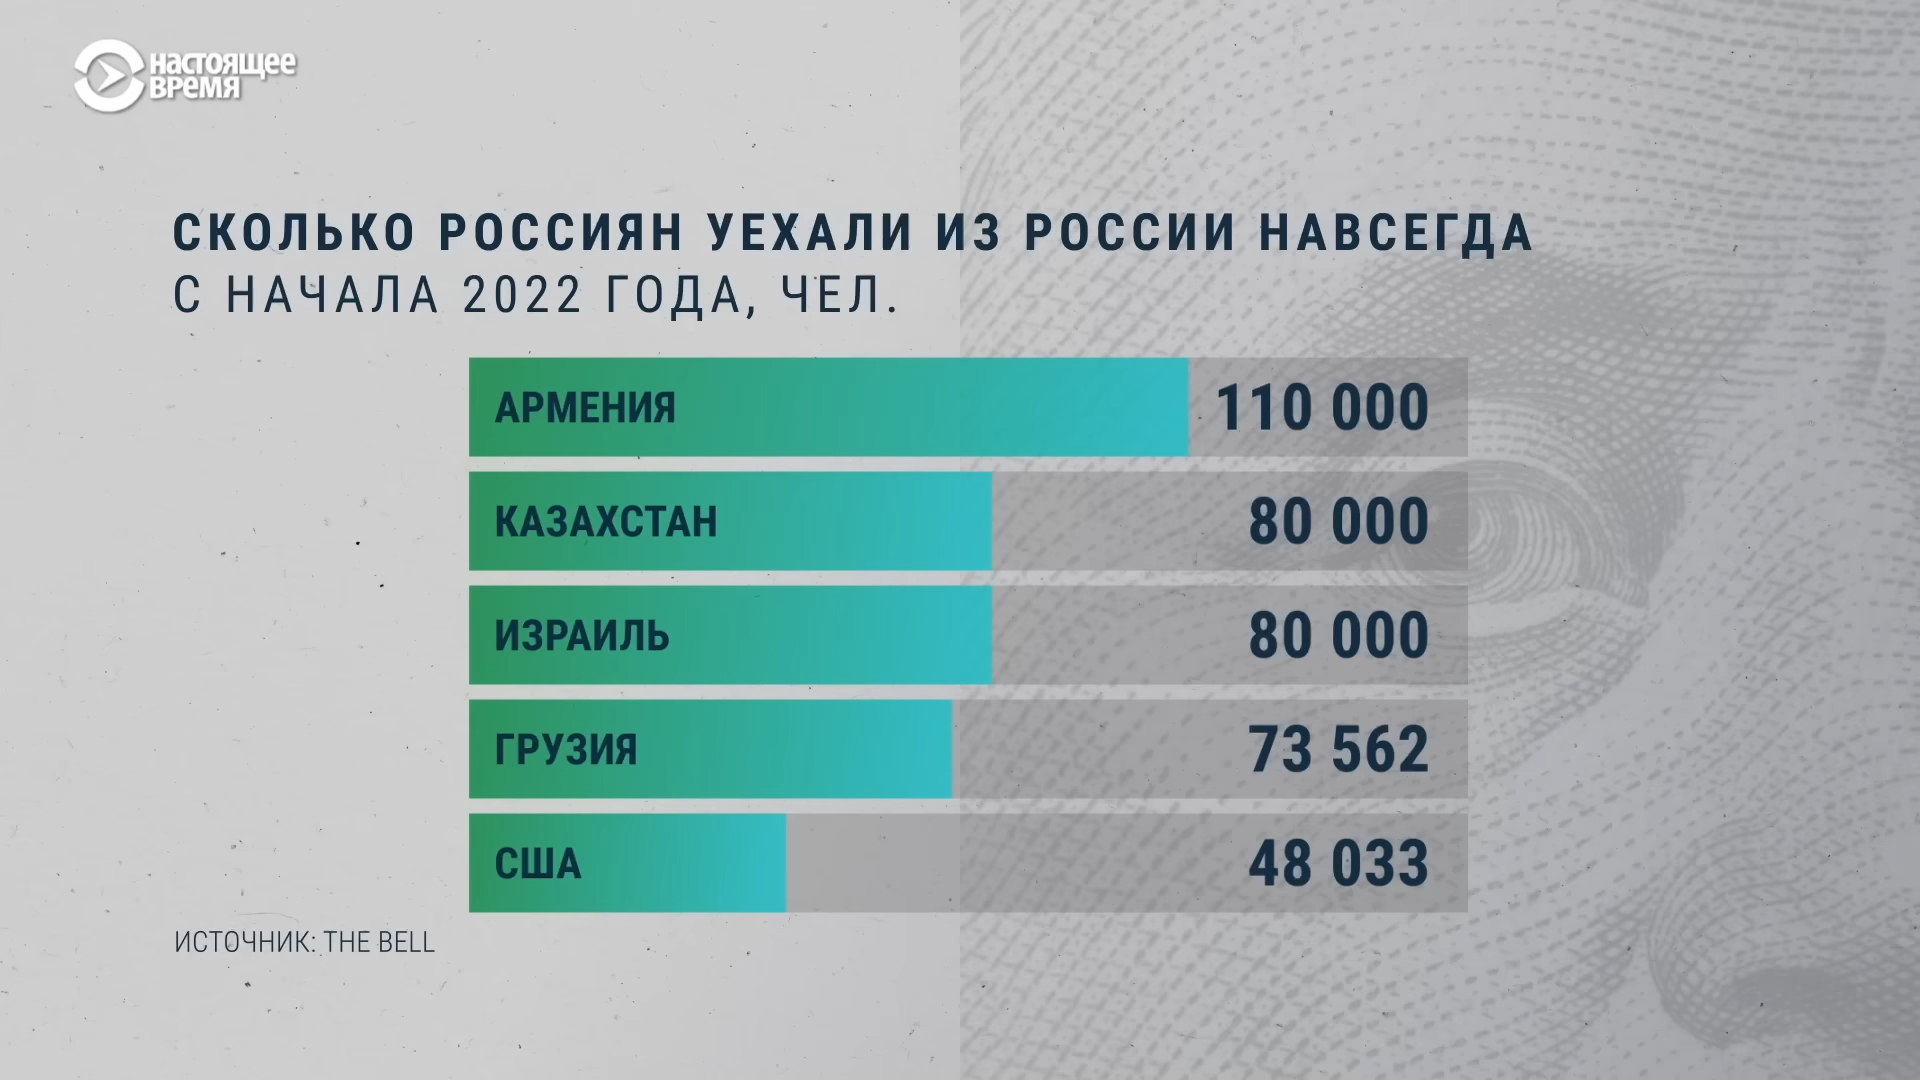 настоящее
время
СКОЛЬКО РОССИЯН УЕХАЛИ ИЗ РОССИИ НАВСЕГДА
С НАЧАЛА 2022 ГОДА, ЧЕЛ.
АРМЕНИЯ 110 000
КАЗАХСТАН 80 000
ИЗРАИЛЬ 80 000
ГРУЗИЯ 73 562
США 48 033
ИСТОЧНИК: THE BELL